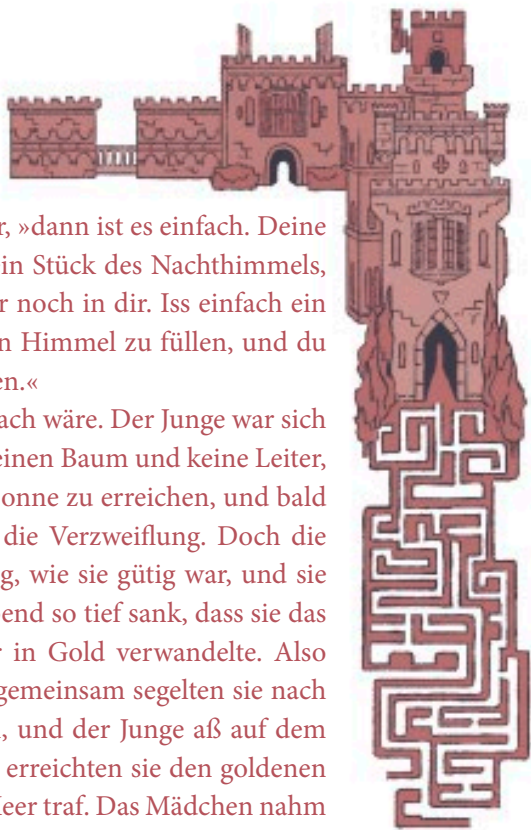 r, »dann ist es einfach. Deine
in Stück des Nachthimmels,
r noch in dir. Iss einfach ein
n Himmel zu füllen, und du
en.«
ach wäre. Der Junge war sich
einen Baum und keine Leiter,
onne zu erreichen, und bald
die Verzweiflung. Doch die
g, wie sie gütig war, und sie
end so tief sank, dass sie das
r in Gold verwandelte. Also
gemeinsam segelten sie nach
, und der Junge aß auf dem
erreichten sie den goldenen
Meer traf. Das Mädchen nahm